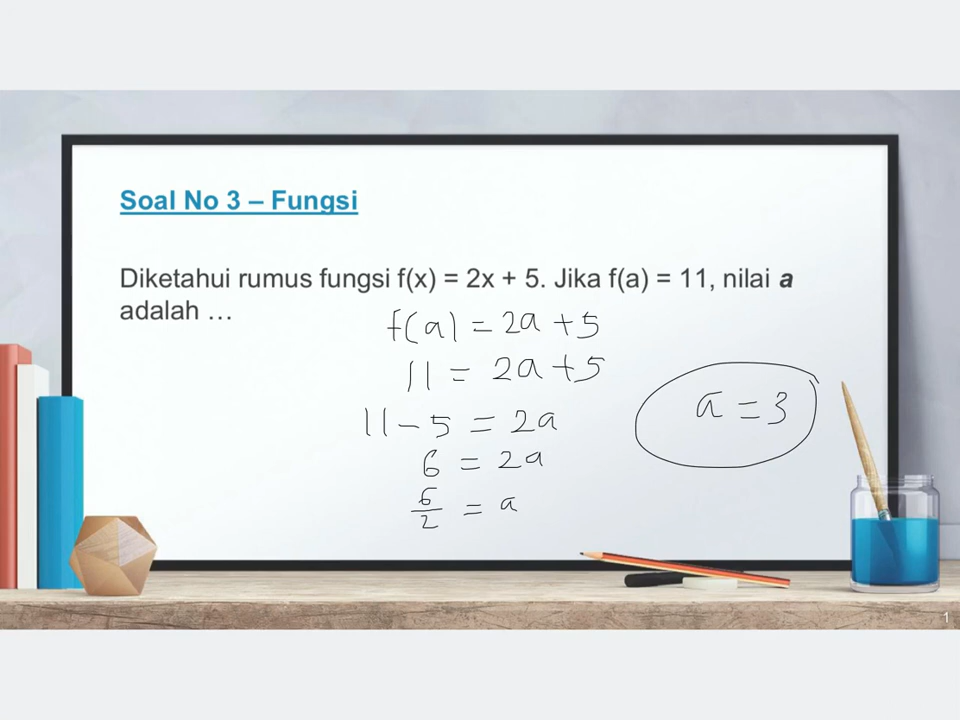 Soal No 3 – Fungsi
Diketahui rumus fungsi f(x) = 2x + 5. Jika f(a) = 11, nilai a
adalah …
f(a) = 2a + 5
11 = 2a + 5
11 - 5 = 2a
6 = 2a
6/2 = a
a = 3
1